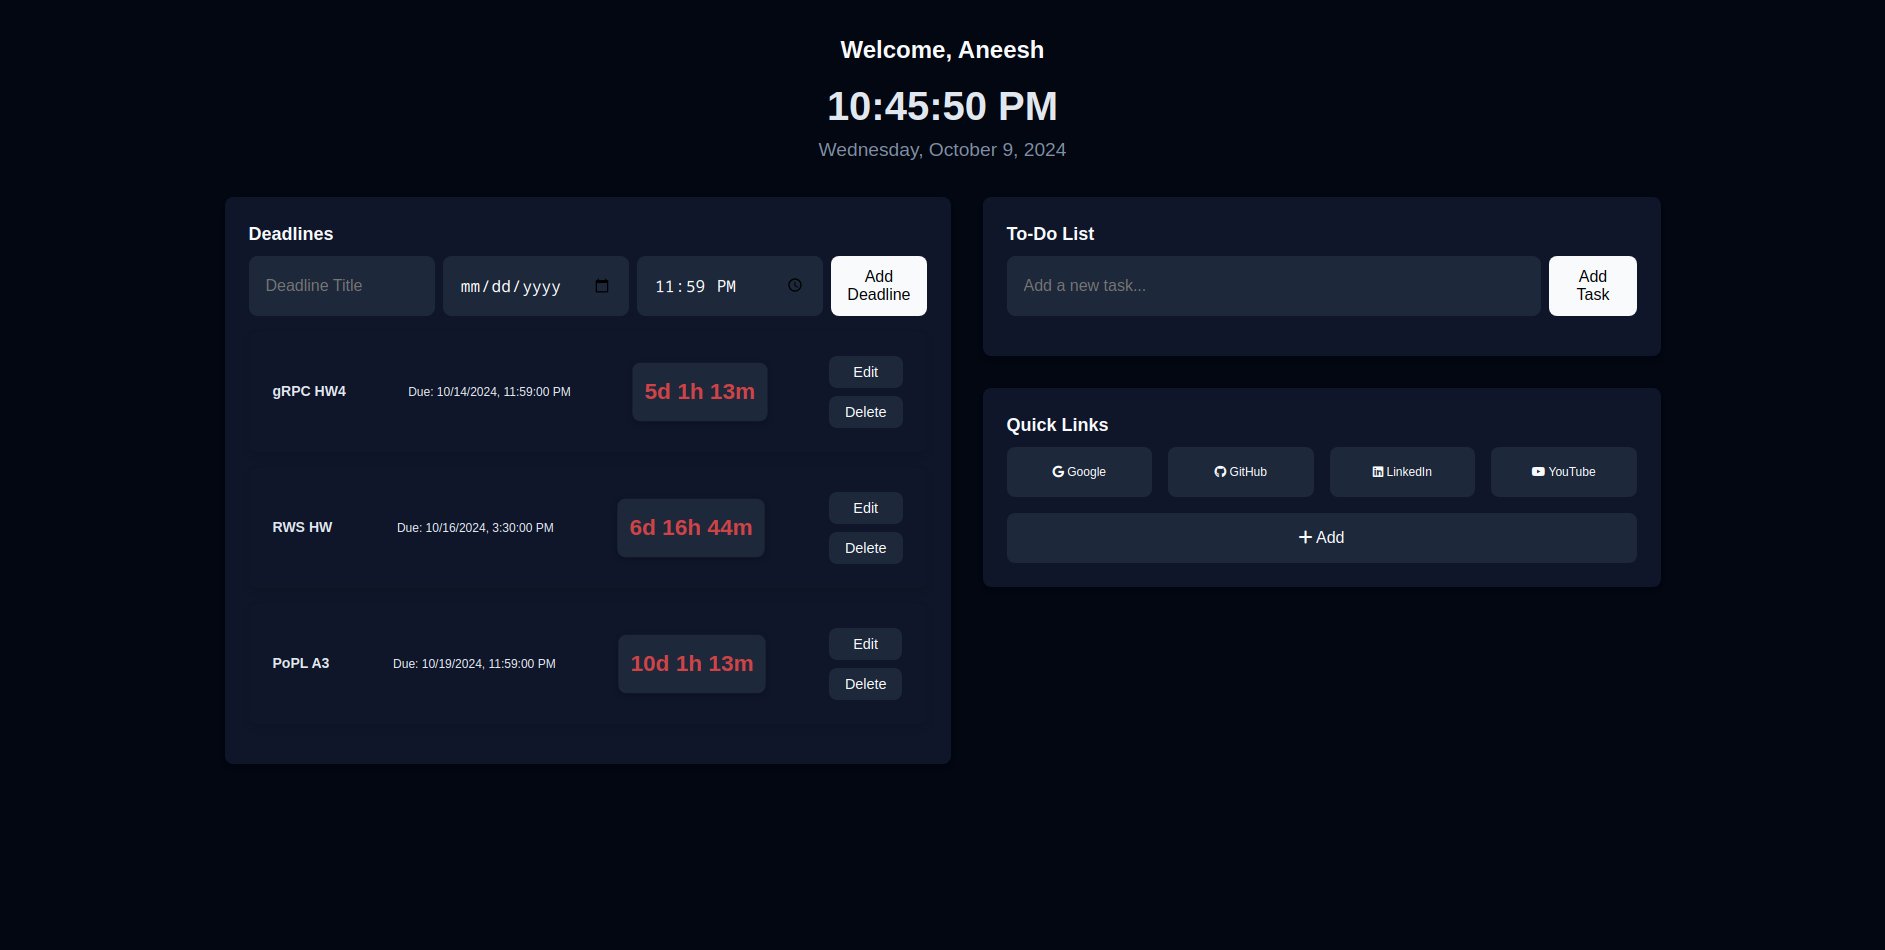 Welcome, Aneesh
10:45:50 PM
Wednesday, October 9, 2024
Deadlines
Deadline Title
mm/dd/yyyy
11:59 PM
Add
Deadline
gRPC HW4
Due: 10/14/2024, 11:59:00 PM
5d 1h 13m
Edit
Delete
RWS HW
Due: 10/16/2024, 3:30:00 PM
6d 16h 44m
Edit
Delete
PoPL A3
Due: 10/19/2024, 11:59:00 PM
10d 1h 13m
Edit
Delete
To-Do List
Add a new task...
Add
Task
Quick Links
Google
GitHub
LinkedIn
YouTube
+ Add